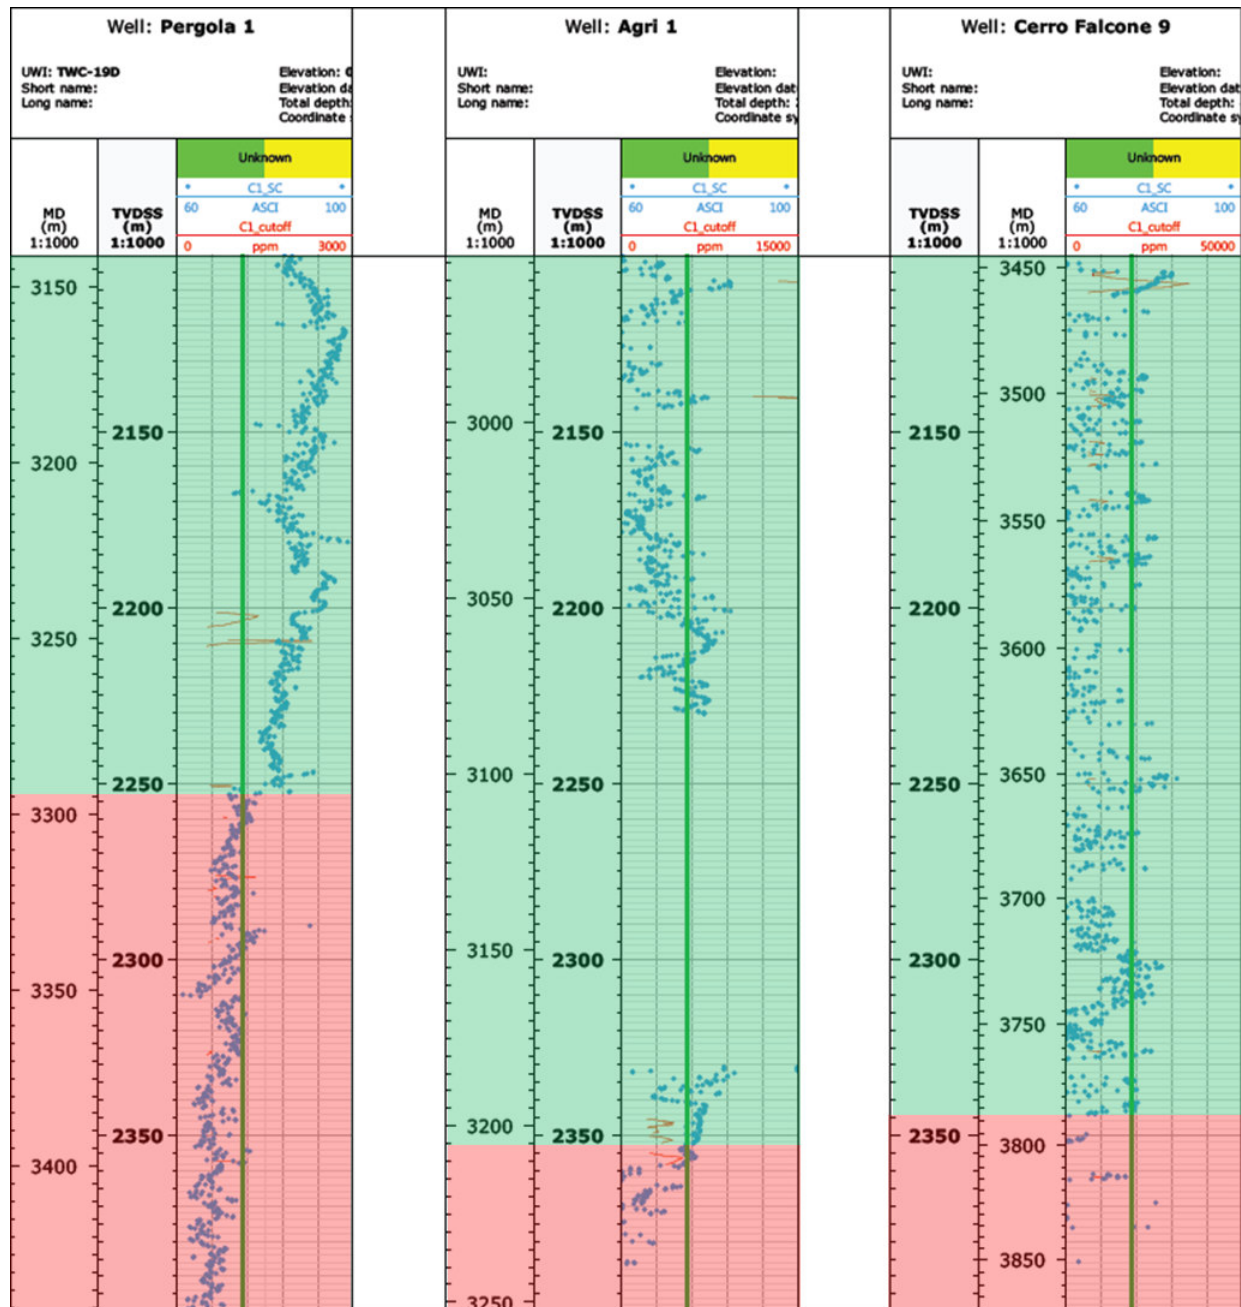 Well: Pergola 1
UWI: TWC-19D
Short name:
Long name:
Elevation: 0
Elevation da
Total depth:
Coordinate s
Unknown
C1_SC
60 ASCI 100
C1_cutoff
0 ppm 3000
MD
(m)
1:1000
TVDSS
(m)
1:1000
3150
3200
3250
3300
3350
3400
2150
2200
2250
2300
2350
Well: Agri 1
UWI:
Short name:
Long name:
Elevation:
Elevation dat
Total depth:
Coordinate sy
Unknown
C1_SC
60 ASCI 100
C1_cutoff
0 ppm 15000
MD
(m)
1:1000
TVDSS
(m)
1:1000
3000
3050
3100
3150
3200
3250
2150
2200
2250
2300
2350
Well: Cerro Falcone 9
UWI:
Short name:
Long name:
Elevation:
Elevation dat
Total depth:
Coordinate sy
Unknown
C1_SC
60 ASCI 100
C1_cutoff
0 ppm 50000
TVDSS
(m)
1:1000
MD
(m)
1:1000
2150
2200
2250
2300
2350
3450
3500
3550
3600
3650
3700
3750
3800
3850